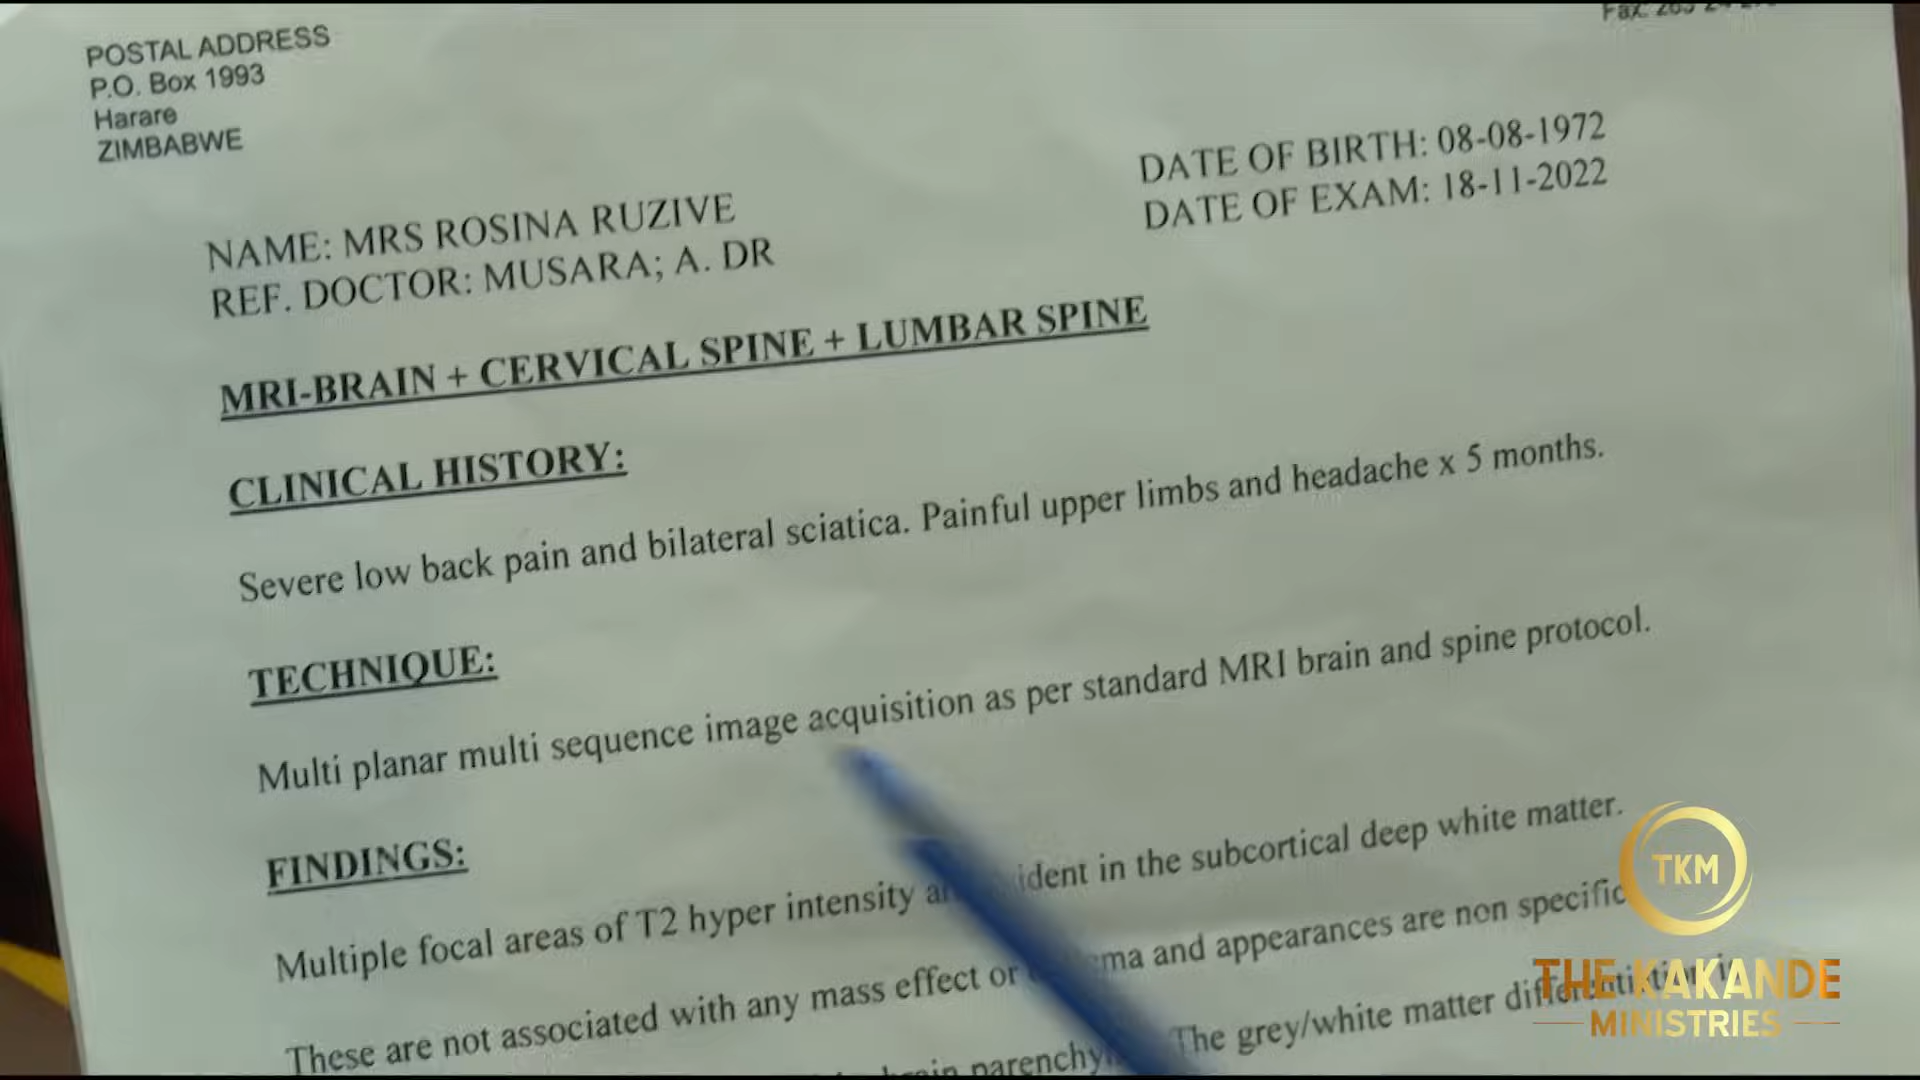 POSTAL ADDRESS
P.O. Box 1993
Harare
ZIMBABWE
DATE OF BIRTH: 08-08-1972
DATE OF EXAM: 18-11-2022
NAME: MRS ROSINA RUZIVE
REF. DOCTOR: MUSARA; A. DR
MRI-BRAIN + CERVICAL SPINE + LUMBAR SPINE
CLINICAL HISTORY:
Severe low back pain and bilateral sciatica. Painful upper limbs and headache x 5 months.
TECHNIQUE:
Multi planar multi sequence image acquisition as per standard MRI brain and spine protocol.
FINDINGS:
Multiple focal areas of T2 hyper intensity in the subcortical deep white matter.
These are not associated with any mass effect or and appearances are non specific
brain The grey/white matter
TKM
THE KAKANDE
MINISTRIES